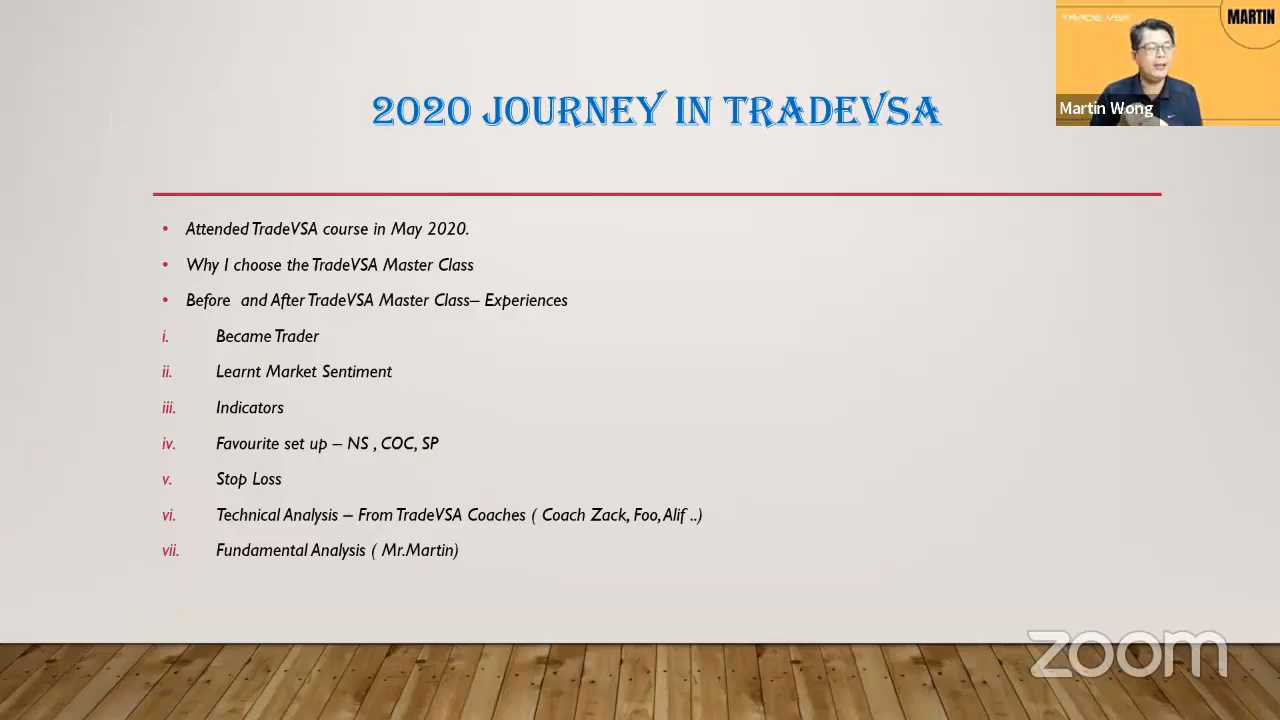 TRADE VSA
MARTIN
Martin Wong
2020 JOURNEY IN TRADEVSA
• Attended TradeVSA course in May 2020.
• Why I choose the TradeVSA Master Class
• Before and After TradeVSA Master Class– Experiences
i. Became Trader
ii. Learnt Market Sentiment
iii. Indicators
iv. Favourite set up – NS , COC, SP
v. Stop Loss
vi. Technical Analysis – From TradeVSA Coaches ( Coach Zack, Foo, Alif ..)
vii. Fundamental Analysis ( Mr.Martin)
zoom